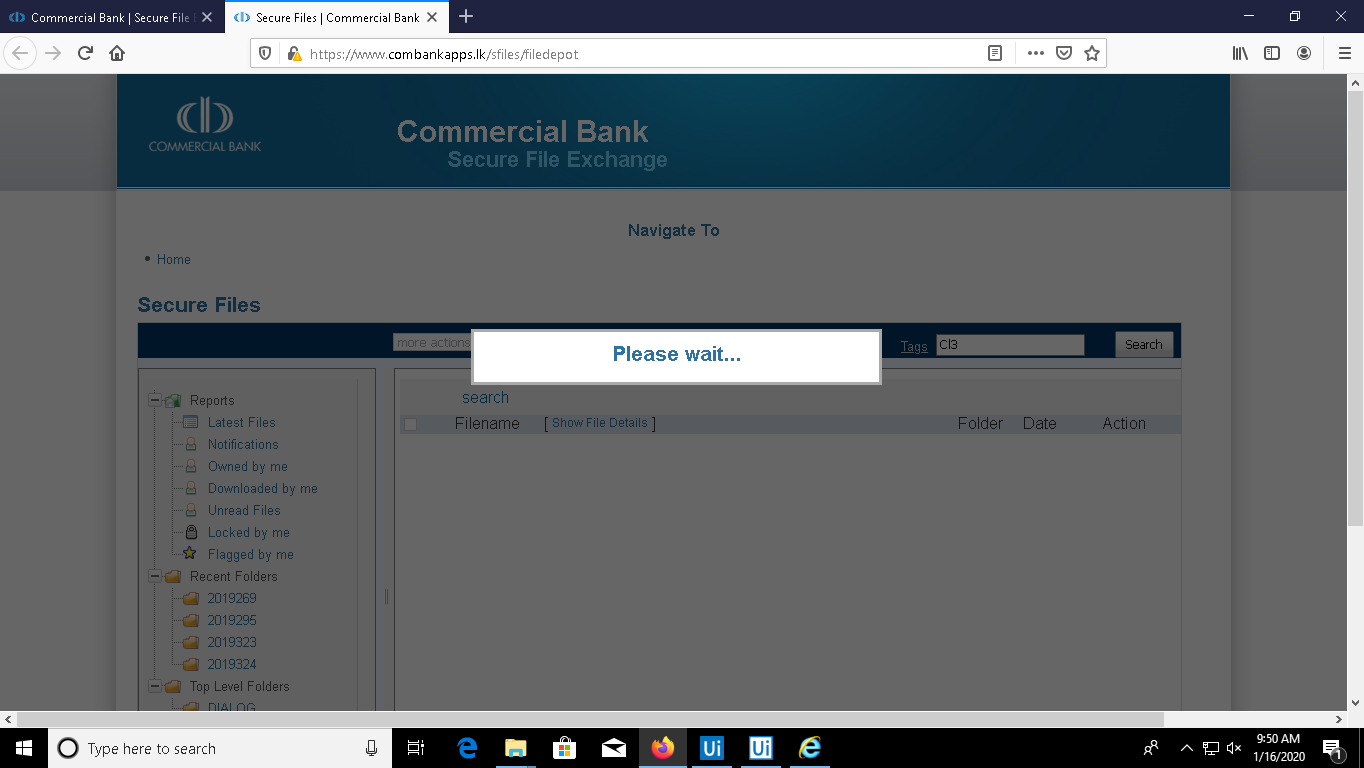 Commercial Bank | Secure File
Secure Files | Commercial Bank
https://www.combankapps.lk/sfiles/filedepot
COMMERCIAL BANK
Commercial Bank
Secure File Exchange
Navigate To
Home
Secure Files
more actions
Please wait...
Tags
Cl3
Search
search
Filename [ Show File Details ] Folder Date Action
Reports
Latest Files
Notifications
Owned by me
Downloaded by me
Unread Files
Locked by me
Flagged by me
Recent Folders
2019269
2019295
2019323
2019324
Top Level Folders
DIALOG
Type here to search
Ui
Ui
9:50 AM
1/16/2020
1